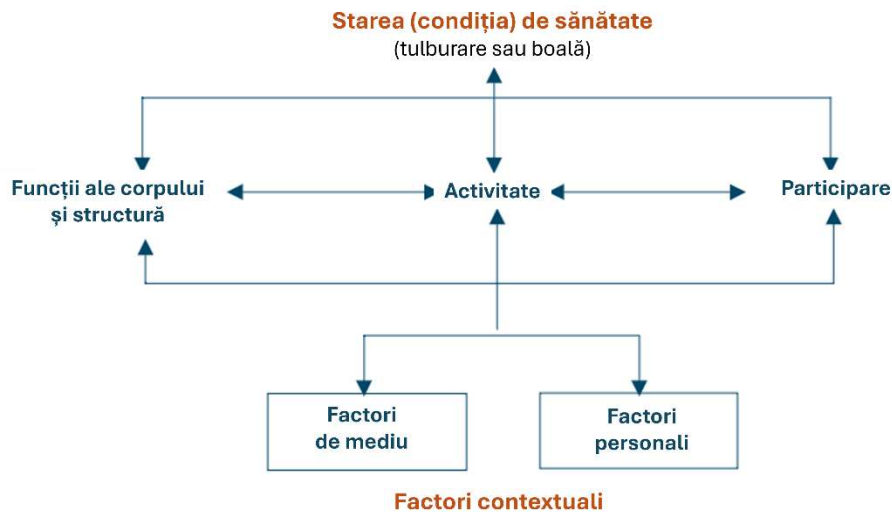 Starea (condiția) de sănătate
(tulburare sau boală)
Funcții ale corpului
și structură
Activitate
Participare
Factori
de mediu
Factori
personali
Factori contextuali